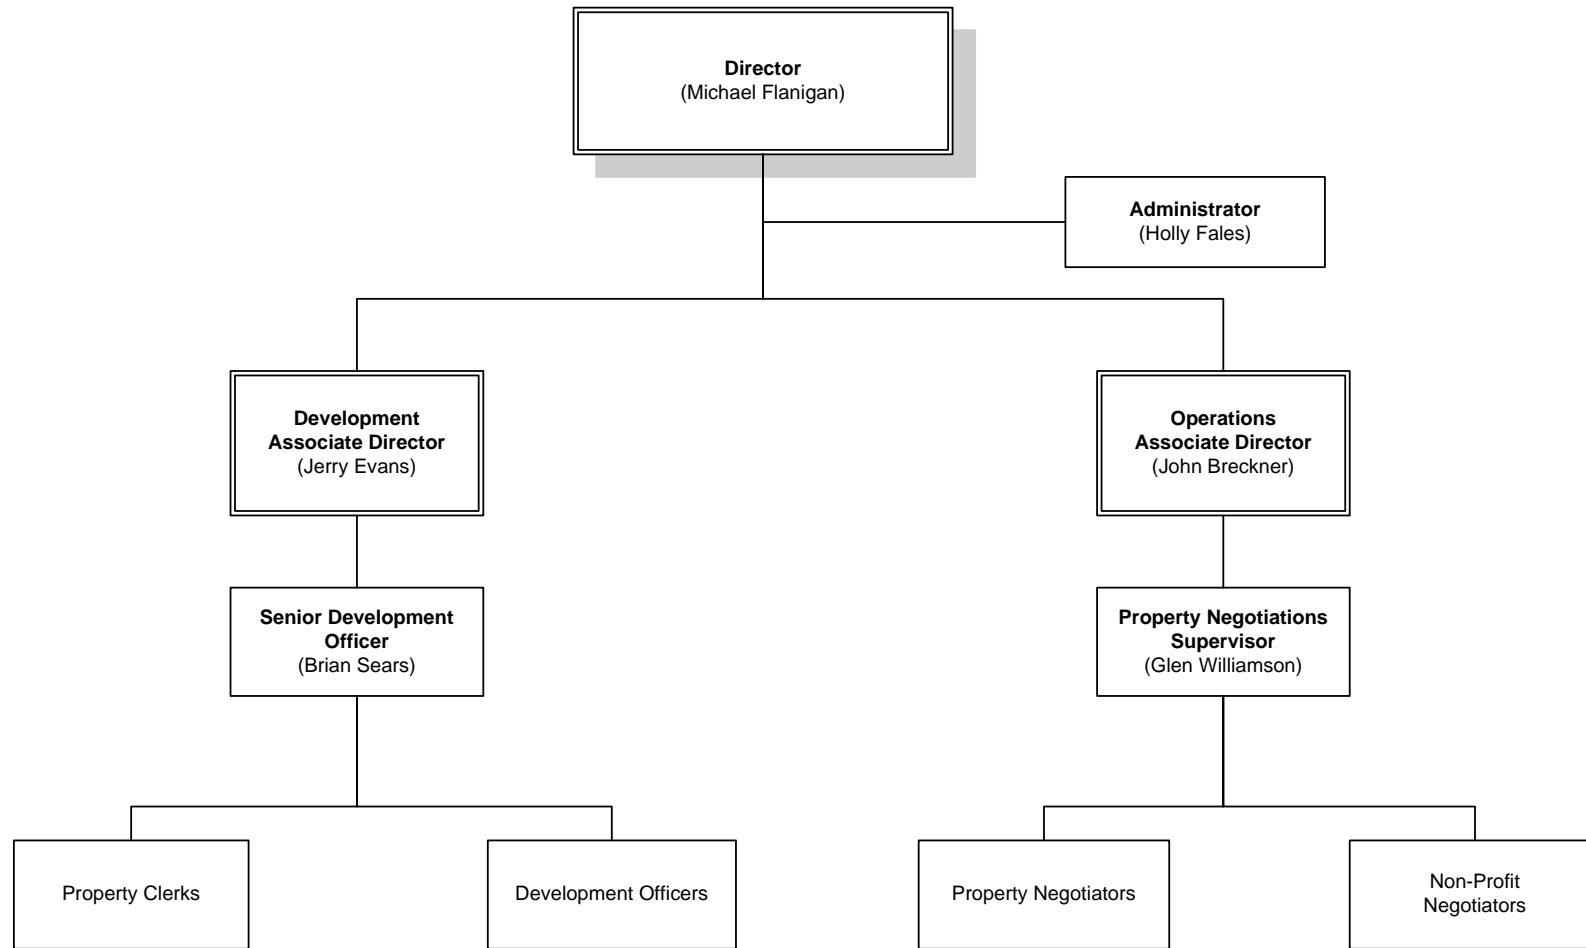 Director
(Michael Flanigan)
Administrator
(Holly Fales)
Development
Associate Director
(Jerry Evans)
Operations
Associate Director
(John Breckner)
Senior Development
Officer
(Brian Sears)
Property Negotiations
Supervisor
(Glen Williamson)
Property Clerks
Development Officers
Property Negotiators
Non-Profit
Negotiators